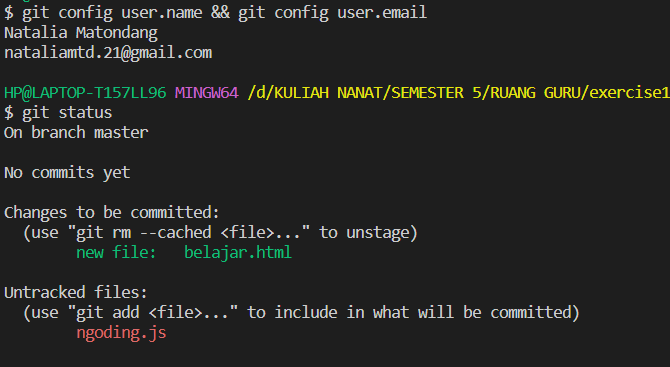 $ git config user.name && git config user.email
Natalia Matondang
nataliamtd.21@gmail.com
HP@LAPTOP-T157LL96 MINGW64 /d/KULIAH NANAT/SEMESTER 5/RUANG GURU/exercise1
$ git status
On branch master
No commits yet
Changes to be committed:
(use "git rm --cached <file>..." to unstage)
new file: belajar.html
Untracked files:
(use "git add <file>..." to include in what will be committed)
ngoding.js